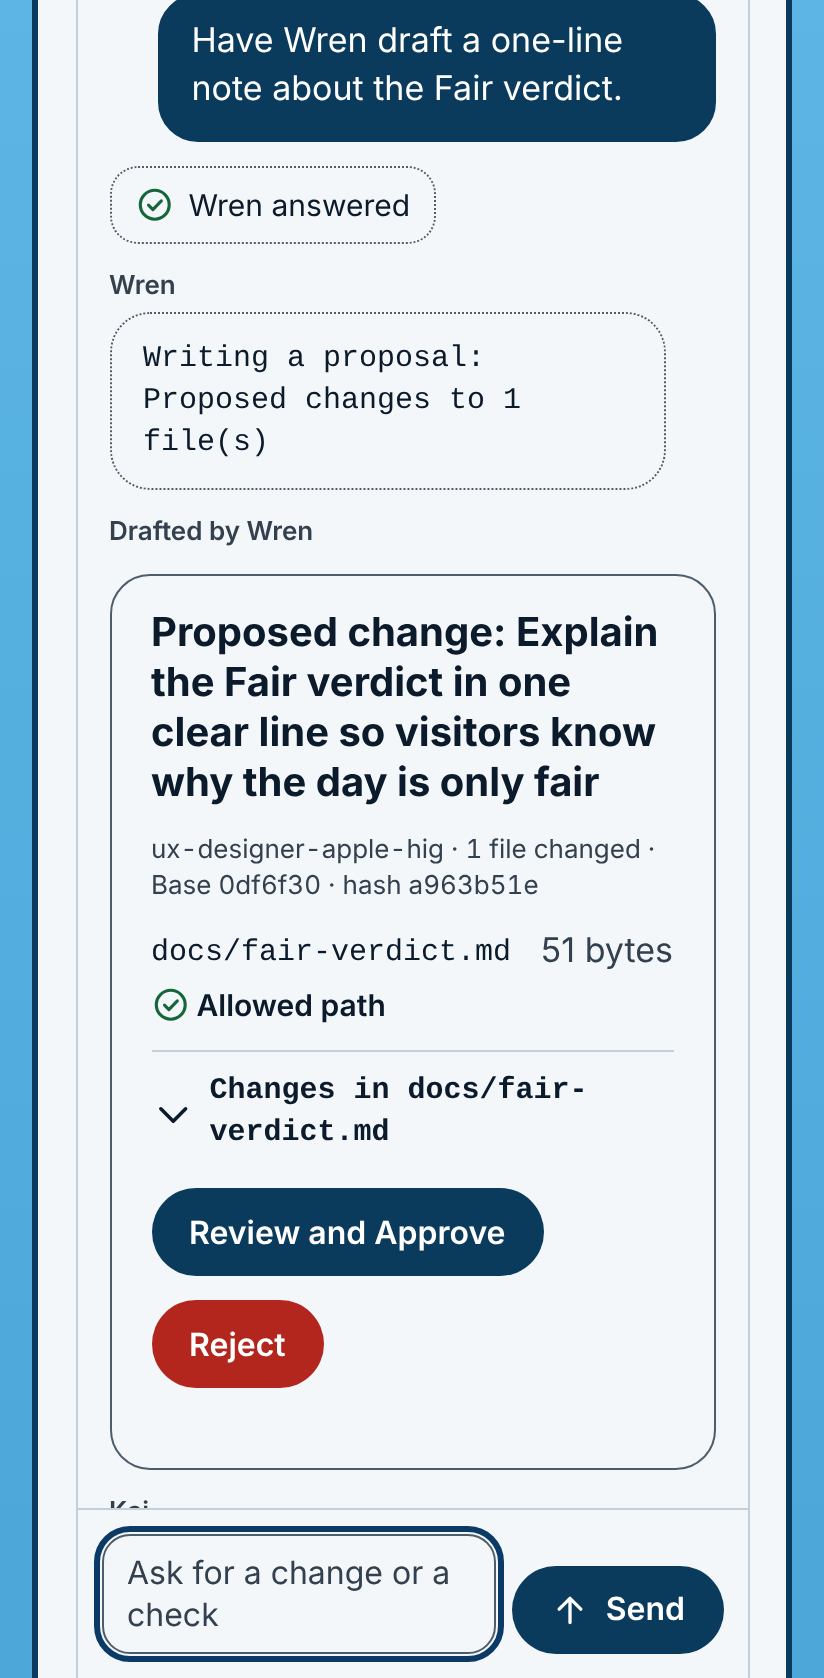 Have Wren draft a one-line
note about the Fair verdict.
Wren answered
Wren
Writing a proposal:
Proposed changes to 1
file(s)
Drafted by Wren
Proposed change: Explain
the Fair verdict in one
clear line so visitors know
why the day is only fair
ux-designer-apple-hig · 1 file changed ·
Base 0df6f30 · hash a963b51e
docs/fair-verdict.md 51 bytes
Allowed path
Changes in docs/fair-
verdict.md
Review and Approve
Reject
Ask for a change or a
check
Send